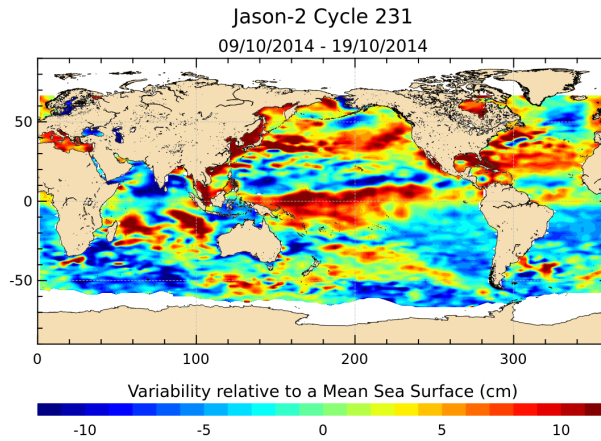 Jason-2 Cycle 231
09/10/2014 - 19/10/2014
50
0
-50
0 100 200 300
Variability relative to a Mean Sea Surface (cm)
-10 -5 0 5 10